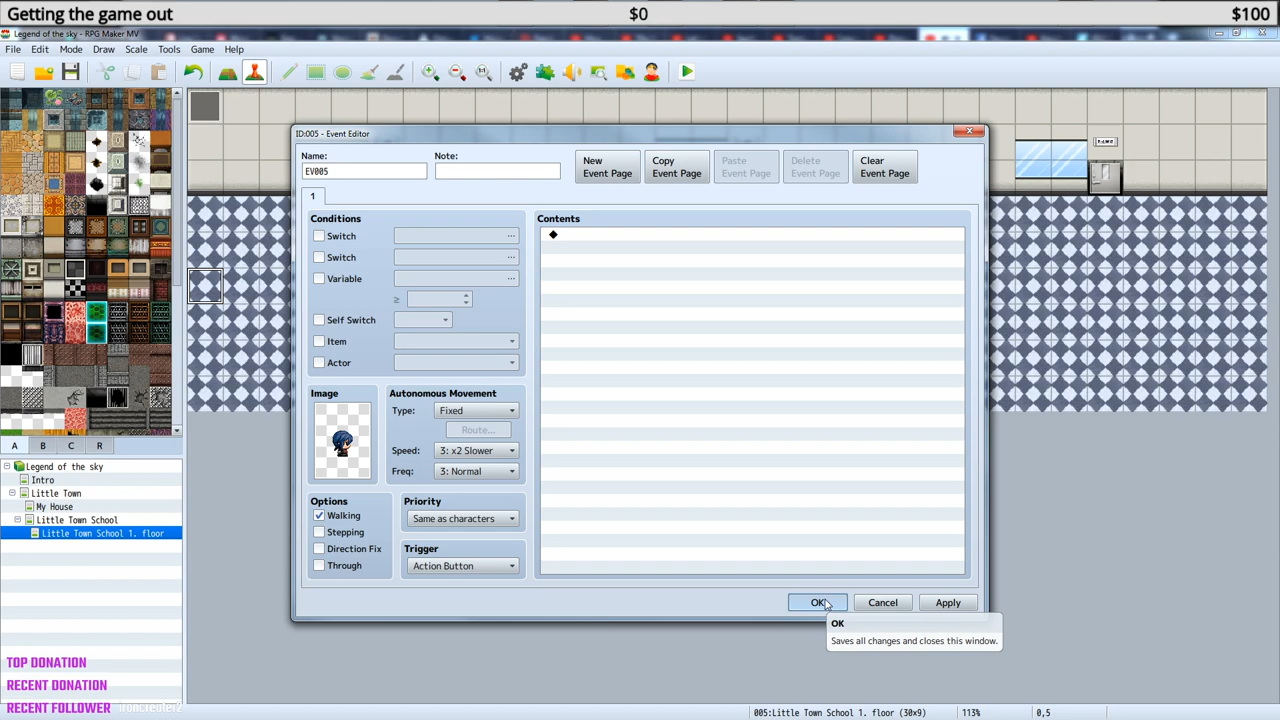 Getting the game out $0 $100
Legend of the sky - RPG Maker MV
File Edit Mode Draw Scale Tools Game Help
ID:005 - Event Editor
Name: Note:
EV005
New Event Page
Copy Event Page
Paste Event Page
Delete Event Page
Clear Event Page
1
Conditions
Switch ...
Switch ...
Variable ...
≥
Self Switch
Item
Actor
Image
Autonomous Movement
Type: Fixed
Route...
Speed: 3: x2 Slower
Freq: 3: Normal
Options
Walking
Stepping
Direction Fix
Through
Priority
Same as characters
Trigger
Action Button
Contents
◆
OK Cancel Apply
OK
Saves all changes and closes this window.
A B C R
Legend of the sky
Intro
Little Town
My House
Little Town School
Little Town School 1. floor
TOP DONATION
RECENT DONATION
RECENT FOLLOWER
005:Little Town School 1. floor (30x9) 113% 0,5